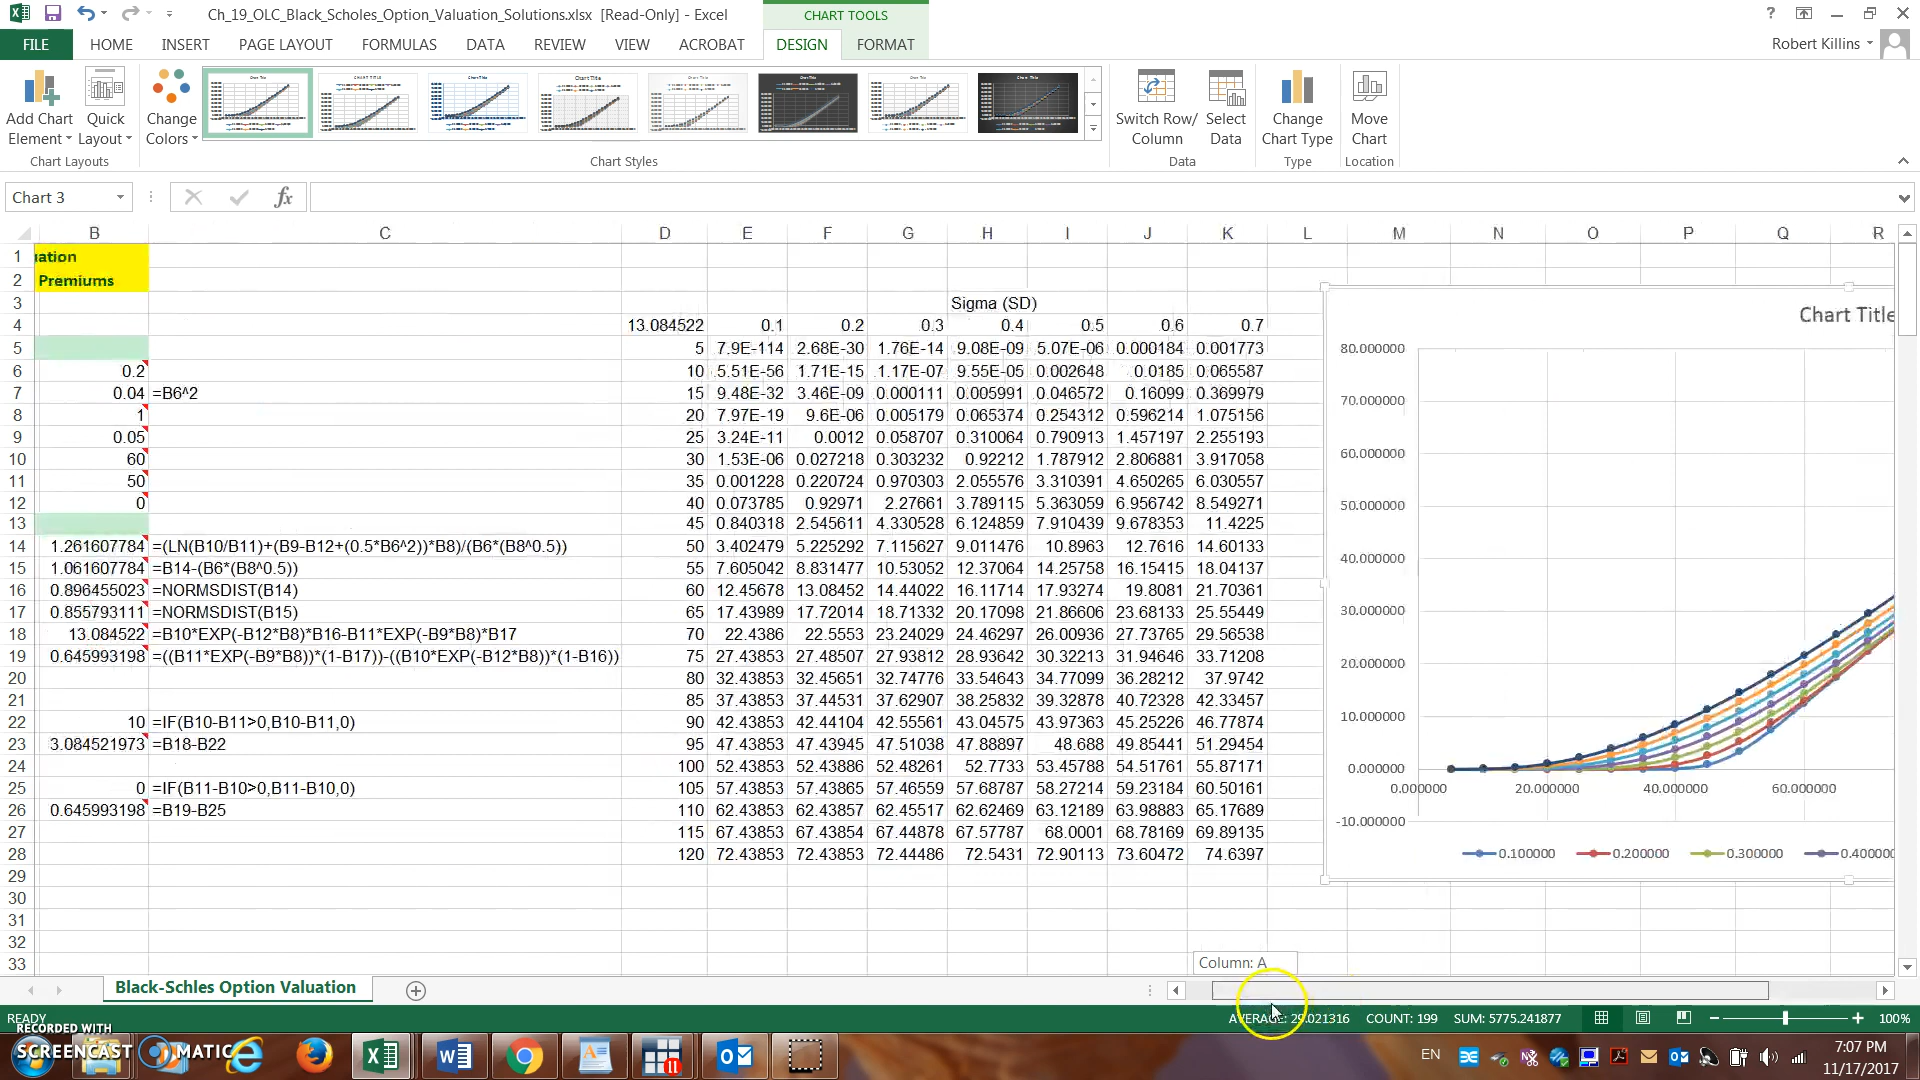 Ch_19_OLC_Black_Scholes_Option_Valuation_Solutions.xlsx [Read-Only] - Excel
CHART TOOLS
FILE HOME INSERT PAGE LAYOUT FORMULAS DATA REVIEW VIEW ACROBAT DESIGN FORMAT
Robert Killins
Add Chart Element
Quick Layout
Change Colors
Switch Row/ Column
Select Data
Change Chart Type
Move Chart
Chart Layouts
Chart Styles
Data
Type
Location
Chart 3
fx
B C D E F G H I J K L M N O P Q R
1 uation
2 Premiums
3 Sigma (SD)
4 13.084522 0.1 0.2 0.3 0.4 0.5 0.6 0.7
5 5 7.9E-114 2.68E-30 1.76E-14 9.08E-09 5.07E-06 0.000184 0.001773
6 0.2 10 5.51E-56 1.71E-15 1.17E-07 9.55E-05 0.002648 0.0185 0.065587
7 0.04 =B6^2 15 9.48E-32 3.46E-09 0.000111 0.005991 0.046572 0.16099 0.369979
8 1 20 7.97E-19 9.6E-06 0.005179 0.065374 0.254312 0.596214 1.075156
9 0.05 25 3.24E-11 0.0012 0.058707 0.310064 0.790913 1.457197 2.255193
10 60 30 1.53E-06 0.027218 0.303232 0.92212 1.787912 2.806881 3.917058
11 50 35 0.001228 0.220724 0.970303 2.055576 3.310391 4.650265 6.030557
12 0 40 0.073785 0.92971 2.27661 3.789115 5.363059 6.956742 8.549271
13 45 0.840318 2.545611 4.330528 6.124859 7.910439 9.678353 11.4225
14 1.261607784 =(LN(B10/B11)+(B9-B12+(0.5*B6^2))*B8)/(B6*(B8^0.5)) 50 3.402479 5.225292 7.115627 9.011476 10.8963 12.7616 14.60133
15 1.061607784 =B14-(B6*(B8^0.5)) 55 7.605042 8.831477 10.53052 12.37064 14.25758 16.15415 18.04137
16 0.896455023 =NORMSDIST(B14) 60 12.45678 13.08452 14.44022 16.11714 17.93274 19.8081 21.70361
17 0.855793111 =NORMSDIST(B15) 65 17.43989 17.72014 18.71332 20.17098 21.86606 23.68133 25.55449
18 13.084522 =B10*EXP(-B12*B8)*B16-B11*EXP(-B9*B8)*B17 70 22.4386 22.5553 23.24029 24.46297 26.00936 27.73765 29.56538
19 0.645993198 =((B11*EXP(-B9*B8))*(1-B17))-((B10*EXP(-B12*B8))*(1-B16)) 75 27.43853 27.48507 27.93812 28.93642 30.32213 31.94646 33.71208
20 80 32.43853 32.45651 32.74776 33.54643 34.77099 36.28212 37.9742
21 85 37.43853 37.44531 37.62907 38.25832 39.32878 40.72328 42.33457
22 10 =IF(B10-B11>0,B10-B11,0) 90 42.43853 42.44104 42.55561 43.04575 43.97363 45.25226 46.77874
23 3.084521973 =B18-B22 95 47.43853 47.43945 47.51038 47.88897 48.688 49.85441 51.29454
24 100 52.43853 52.43886 52.48261 52.7733 53.45788 54.51761 55.87171
25 0 =IF(B11-B10>0,B11-B10,0) 105 57.43853 57.43865 57.46559 57.68787 58.27214 59.23184 60.50161
26 0.645993198 =B19-B25 110 62.43853 62.43857 62.45517 62.62469 63.12189 63.98883 65.17689
27 115 67.43853 67.43854 67.44878 67.57787 68.0001 68.78169 69.89135
28 120 72.43853 72.43853 72.44486 72.5431 72.90113 73.60472 74.6397
29
30
31
32
33
Chart Title
80.000000
70.000000
60.000000
50.000000
40.000000
30.000000
20.000000
10.000000
0.000000
-10.000000
0.000000 20.000000 40.000000 60.000000
0.100000 0.200000 0.300000 0.400000
Column: A
Black-Schles Option Valuation
READY
AVERAGE: 29.021316 COUNT: 199 SUM: 5775.241877 100%
RECORDED WITH
SCREENCAST MATIC
11
EN
7:07 PM
11/17/2017